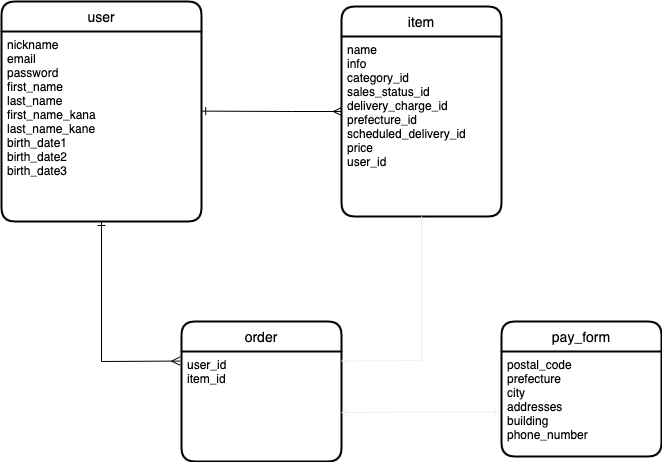 user
nickname
email
password
first_name
last_name
first_name_kana
last_name_kane
birth_date1
birth_date2
birth_date3
item
name
info
category_id
sales_status_id
delivery_charge_id
prefecture_id
scheduled_delivery_id
price
user_id
order
user_id
item_id
pay_form
postal_code
prefecture
city
addresses
building
phone_number